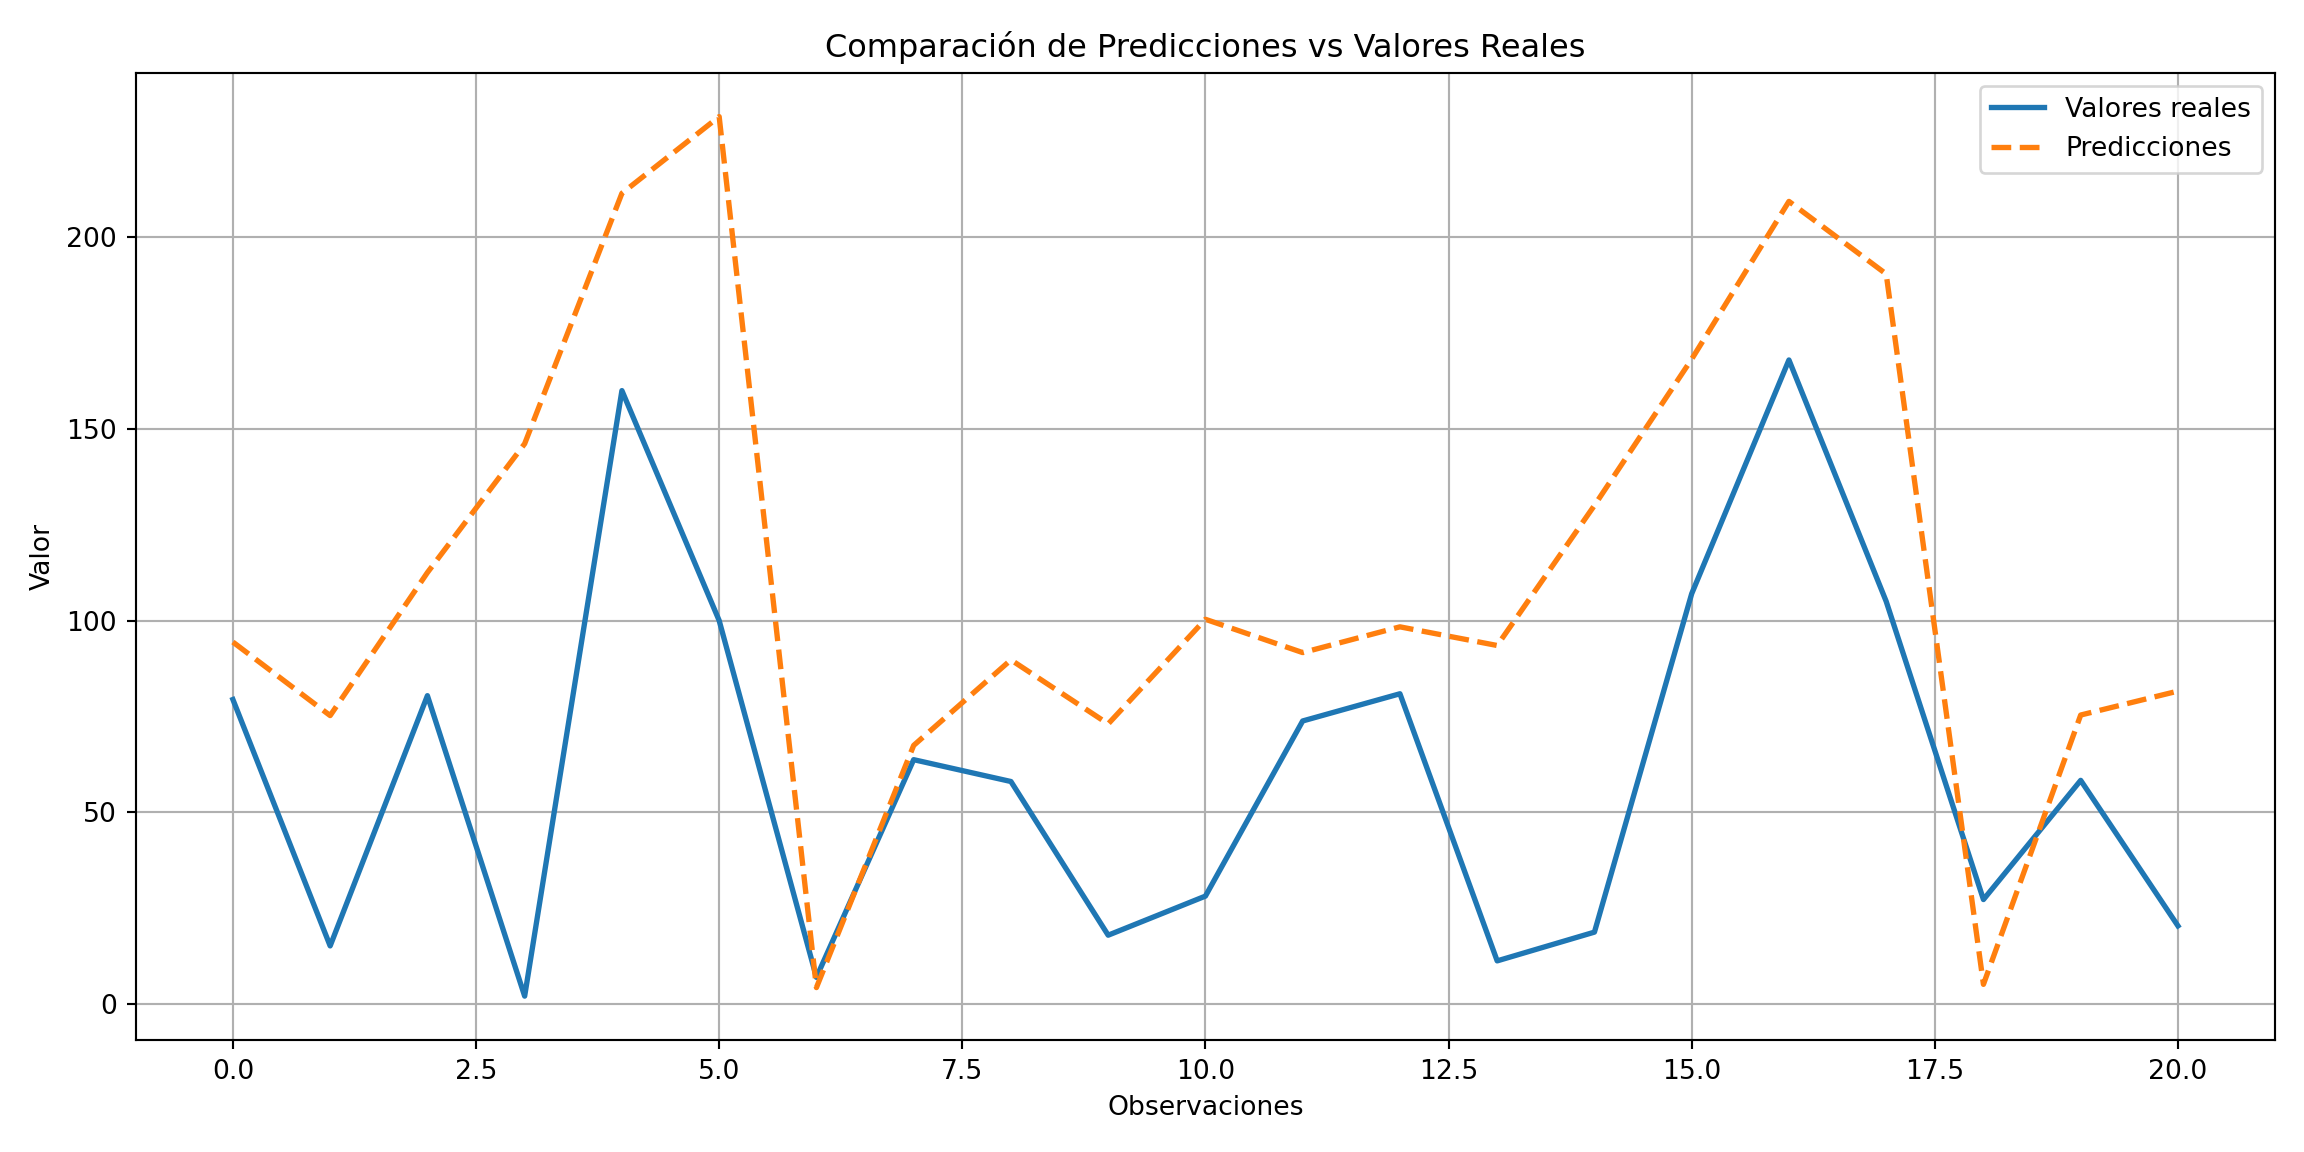 Comparación de Predicciones vs Valores Reales
Valores reales
Predicciones
Valor
200
150
100
50
0
0.0 2.5 5.0 7.5 10.0 12.5 15.0 17.5 20.0
Observaciones